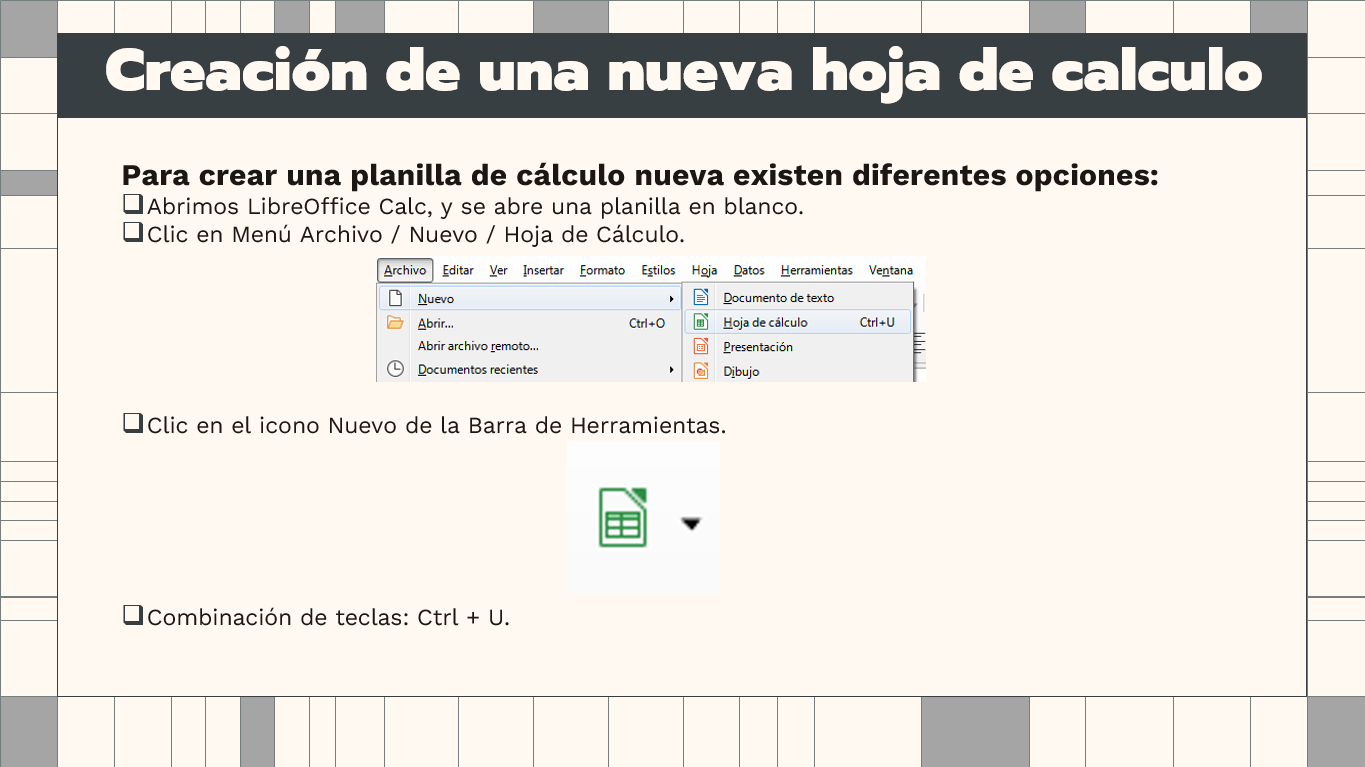 Creación de una nueva hoja de calculo
Para crear una planilla de cálculo nueva existen diferentes opciones:
❑Abrimos LibreOffice Calc, y se abre una planilla en blanco.
❑Clic en Menú Archivo / Nuevo / Hoja de Cálculo.
Archivo Editar Ver Insertar Formato Estilos Hoja Datos Herramientas Ventana
Nuevo Documento de texto
Abrir... Ctrl+O Hoja de cálculo Ctrl+U
Abrir archivo remoto... Presentación
Documentos recientes Dibujo
❑Clic en el icono Nuevo de la Barra de Herramientas.
❑Combinación de teclas: Ctrl + U.